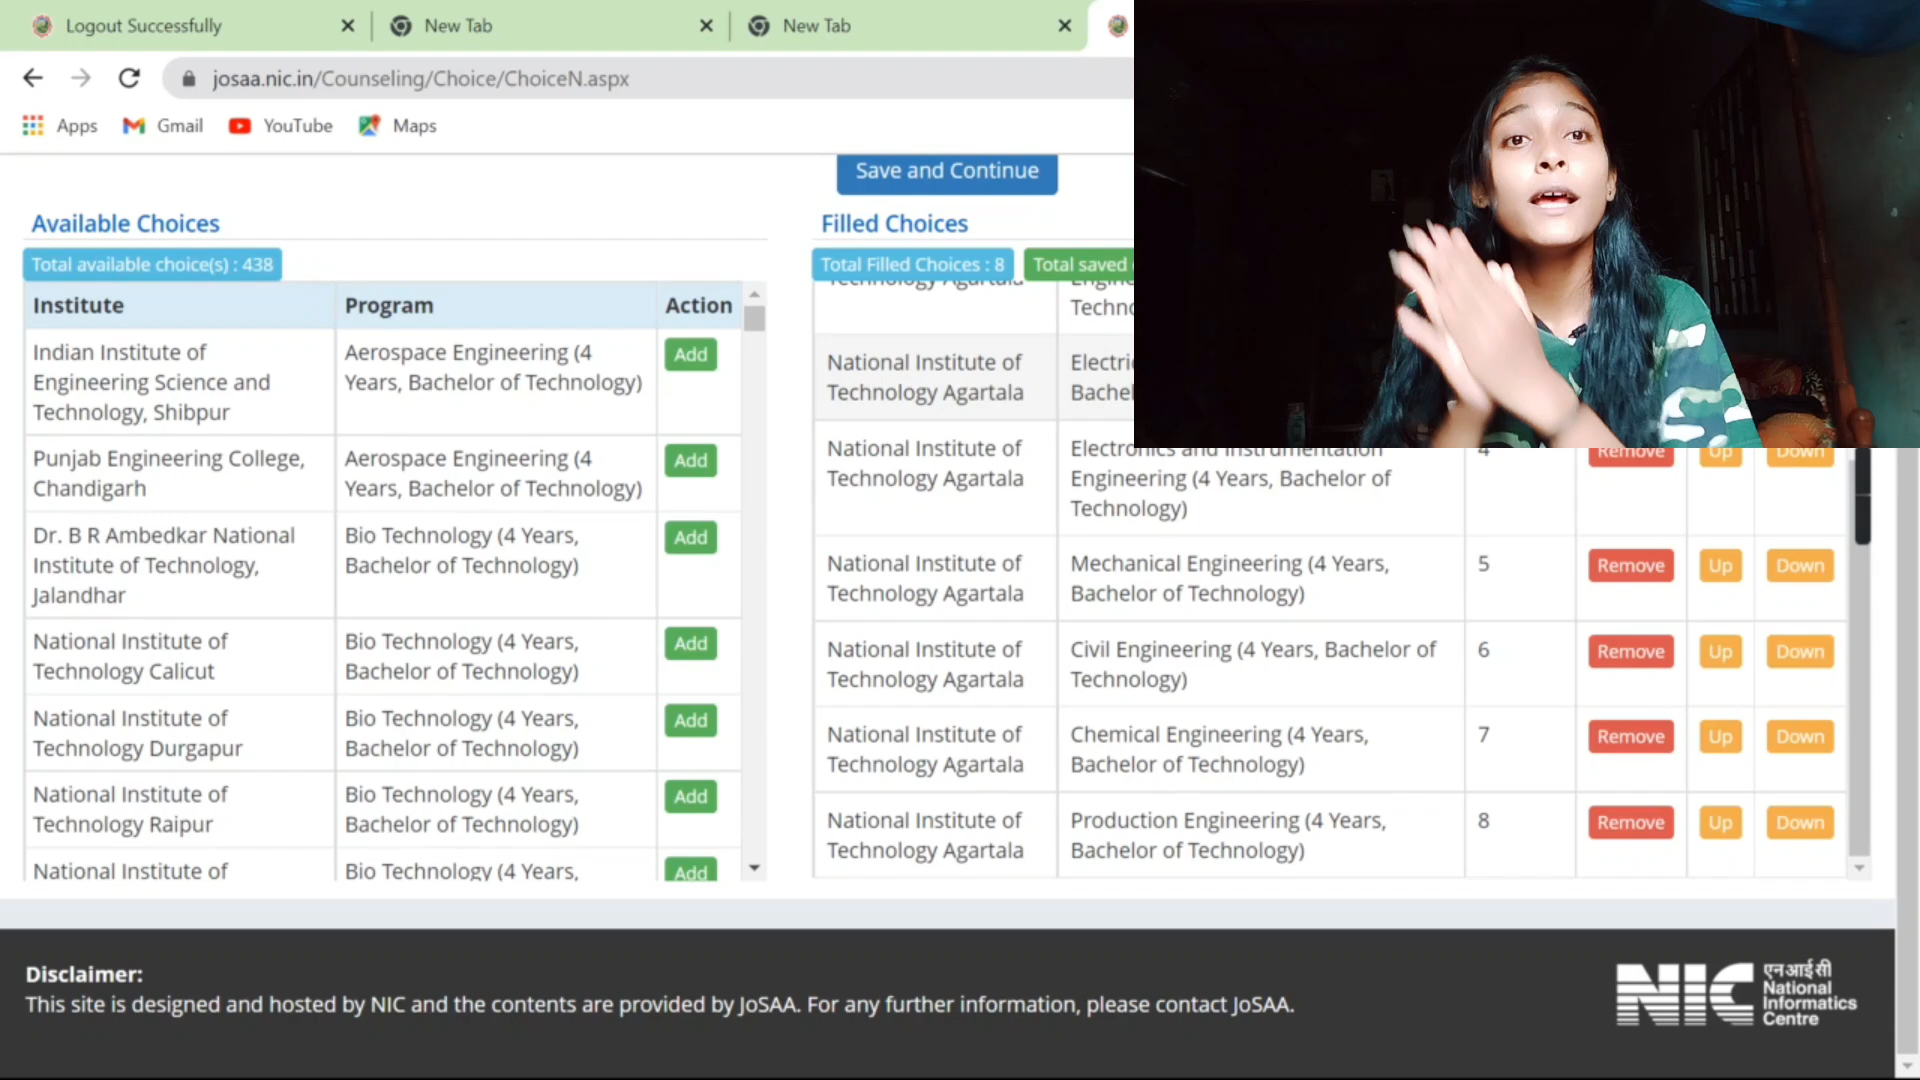 Logout Successfully
New Tab
New Tab
josaa.nic.in/Counseling/Choice/ChoiceN.aspx
Apps
Gmail
YouTube
Maps
Save and Continue
Available Choices
Total available choice(s) : 438
Institute Program Action
Indian Institute of
Engineering Science and
Technology, Shibpur
Aerospace Engineering (4
Years, Bachelor of Technology)
Add
Punjab Engineering College,
Chandigarh
Aerospace Engineering (4
Years, Bachelor of Technology)
Add
Dr. B R Ambedkar National
Institute of Technology,
Jalandhar
Bio Technology (4 Years,
Bachelor of Technology)
Add
National Institute of
Technology Calicut
Bio Technology (4 Years,
Bachelor of Technology)
Add
National Institute of
Technology Durgapur
Bio Technology (4 Years,
Bachelor of Technology)
Add
National Institute of
Technology Raipur
Bio Technology (4 Years,
Bachelor of Technology)
Add
National Institute of
Bio Technology (4 Years,
Add
Filled Choices
Total Filled Choices : 8
Total saved
Technology Agartala
National Institute of
Technology Agartala
National Institute of
Technology Agartala
Electronics and Instrumentation
Engineering (4 Years, Bachelor of
Technology)
4
Remove
Up
Down
National Institute of
Technology Agartala
Mechanical Engineering (4 Years,
Bachelor of Technology)
5
Remove
Up
Down
National Institute of
Technology Agartala
Civil Engineering (4 Years, Bachelor of
Technology)
6
Remove
Up
Down
National Institute of
Technology Agartala
Chemical Engineering (4 Years,
Bachelor of Technology)
7
Remove
Up
Down
National Institute of
Technology Agartala
Production Engineering (4 Years,
Bachelor of Technology)
8
Remove
Up
Down
Disclaimer:
This site is designed and hosted by NIC and the contents are provided by JoSAA. For any further information, please contact JoSAA.
NIC
एन आई सी
National
Informatics
Centre